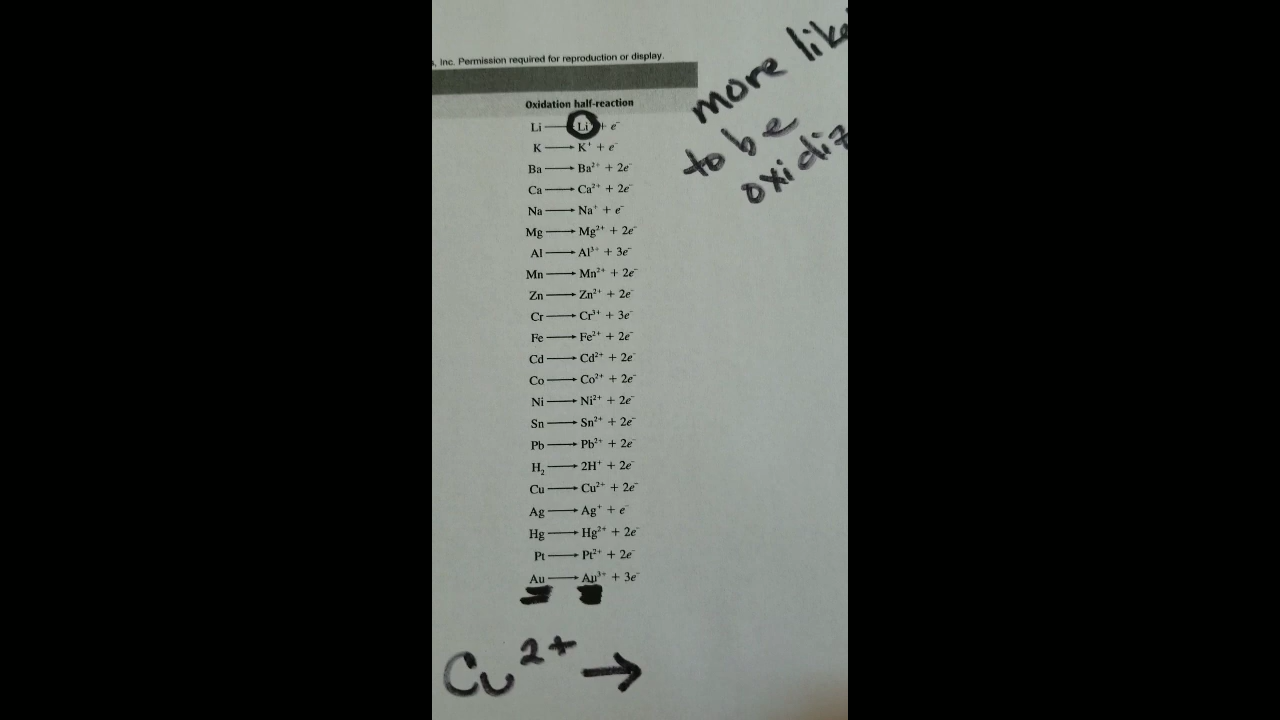 , Inc. Permission required for reproduction or display.
Oxidation half-reaction
Li → Li⁺ + e⁻
K → K⁺ + e⁻
Ba → Ba²⁺ + 2e⁻
Ca → Ca²⁺ + 2e⁻
Na → Na⁺ + e⁻
Mg → Mg²⁺ + 2e⁻
Al → Al³⁺ + 3e⁻
Mn → Mn²⁺ + 2e⁻
Zn → Zn²⁺ + 2e⁻
Cr → Cr³⁺ + 3e⁻
Fe → Fe²⁺ + 2e⁻
Cd → Cd²⁺ + 2e⁻
Co → Co²⁺ + 2e⁻
Ni → Ni²⁺ + 2e⁻
Sn → Sn²⁺ + 2e⁻
Pb → Pb²⁺ + 2e⁻
H₂ → 2H⁺ + 2e⁻
Cu → Cu²⁺ + 2e⁻
Ag → Ag⁺ + e⁻
Hg → Hg²⁺ + 2e⁻
Pt → Pt²⁺ + 2e⁻
Au → Au³⁺ + 3e⁻
more like
to be
oxidiz
Cu²⁺ →